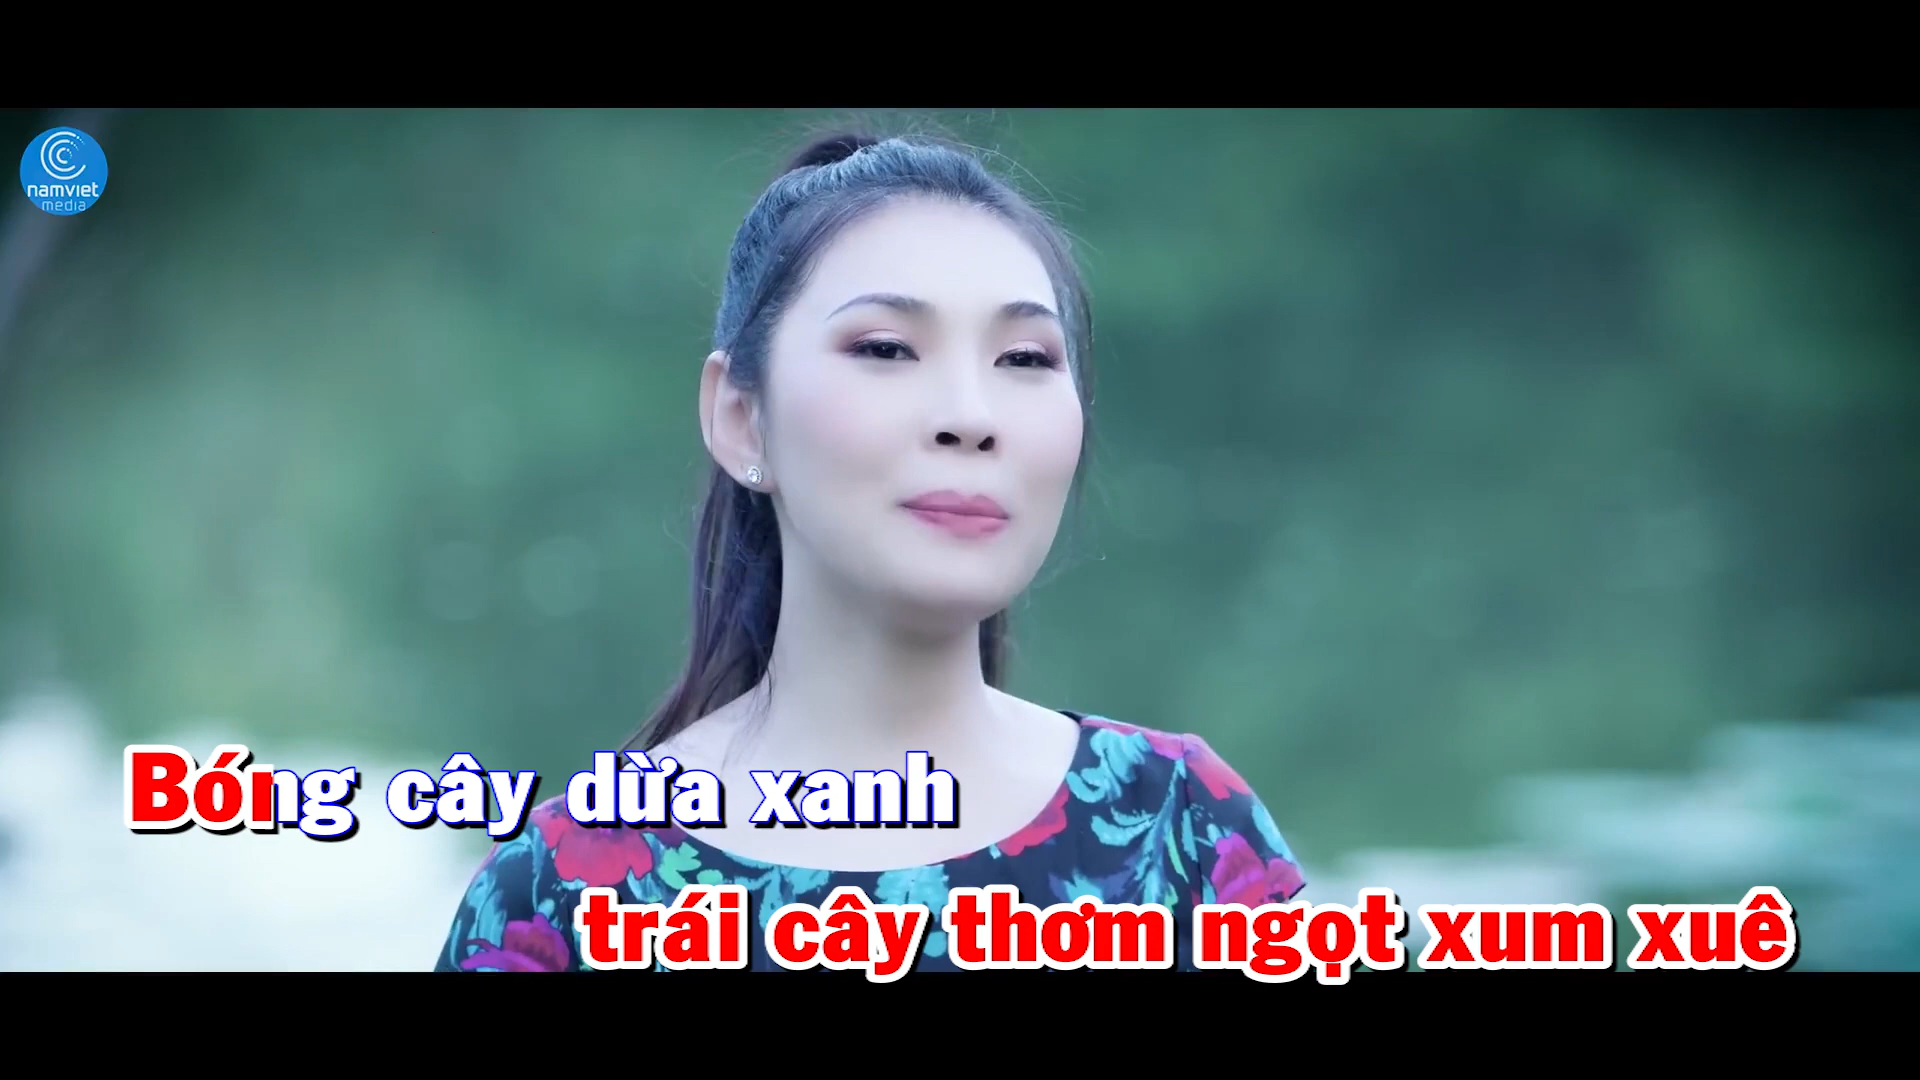 namviet
media
Bóng cây dừa xanh
trái cây thơm ngọt xum xuê